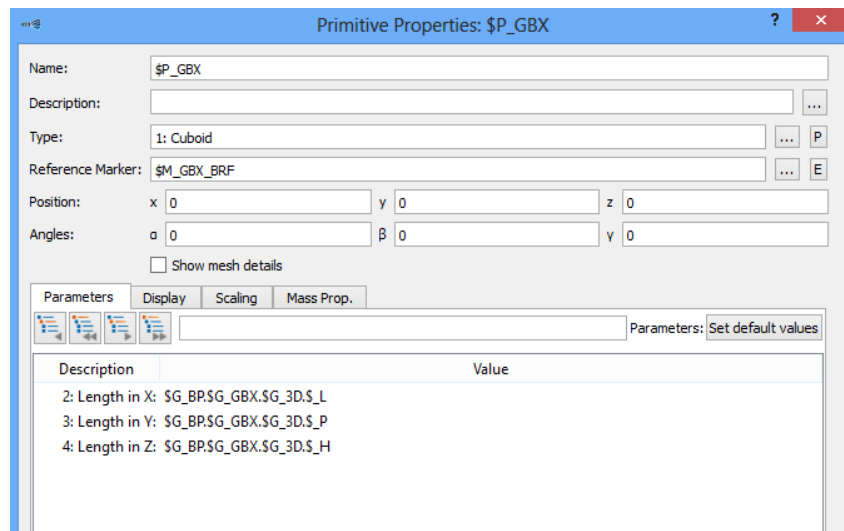 Primitive Properties: $P_GBX ? ×
Name: $P_GBX
Description: ...
Type: 1: Cuboid ... P
Reference Marker: $M_GBX_BRF ... E
Position: x 0 y 0 z 0
Angles: α 0 β 0 γ 0
Show mesh details
Parameters Display Scaling Mass Prop.
Parameters: Set default values
Description Value
2: Length in X: $G_BP.$G_GBX.$G_3D.$_L
3: Length in Y: $G_BP.$G_GBX.$G_3D.$_P
4: Length in Z: $G_BP.$G_GBX.$G_3D.$_H